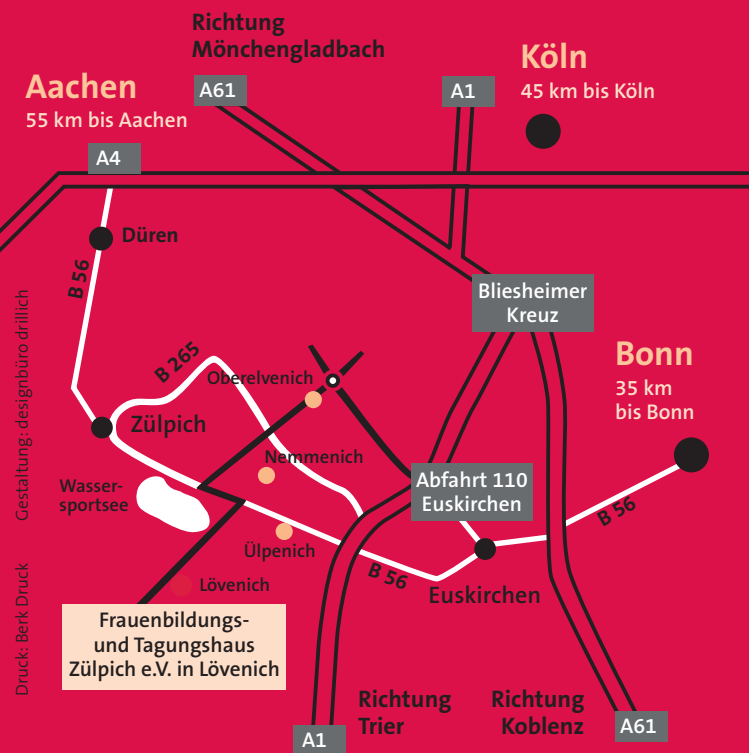 Richtung
Mönchengladbach
Köln
45 km bis Köln
Aachen
55 km bis Aachen
A61
A1
A4
Düren
B 56
Bliesheimer
Kreuz
Bonn
35 km
bis Bonn
B 265
Oberelvenich
Zülpich
Nemmenich
Wasser-
sportsee
Abfahrt 110
Euskirchen
B 56
Ülpenich
B 56
Euskirchen
Lövenich
Frauenbildungs-
und Tagungshaus
Zülpich e.V. in Lövenich
Richtung
Trier
Richtung
Koblenz
A1
A61
Gestaltung: designbüro drillich
Druck: Berk Druck